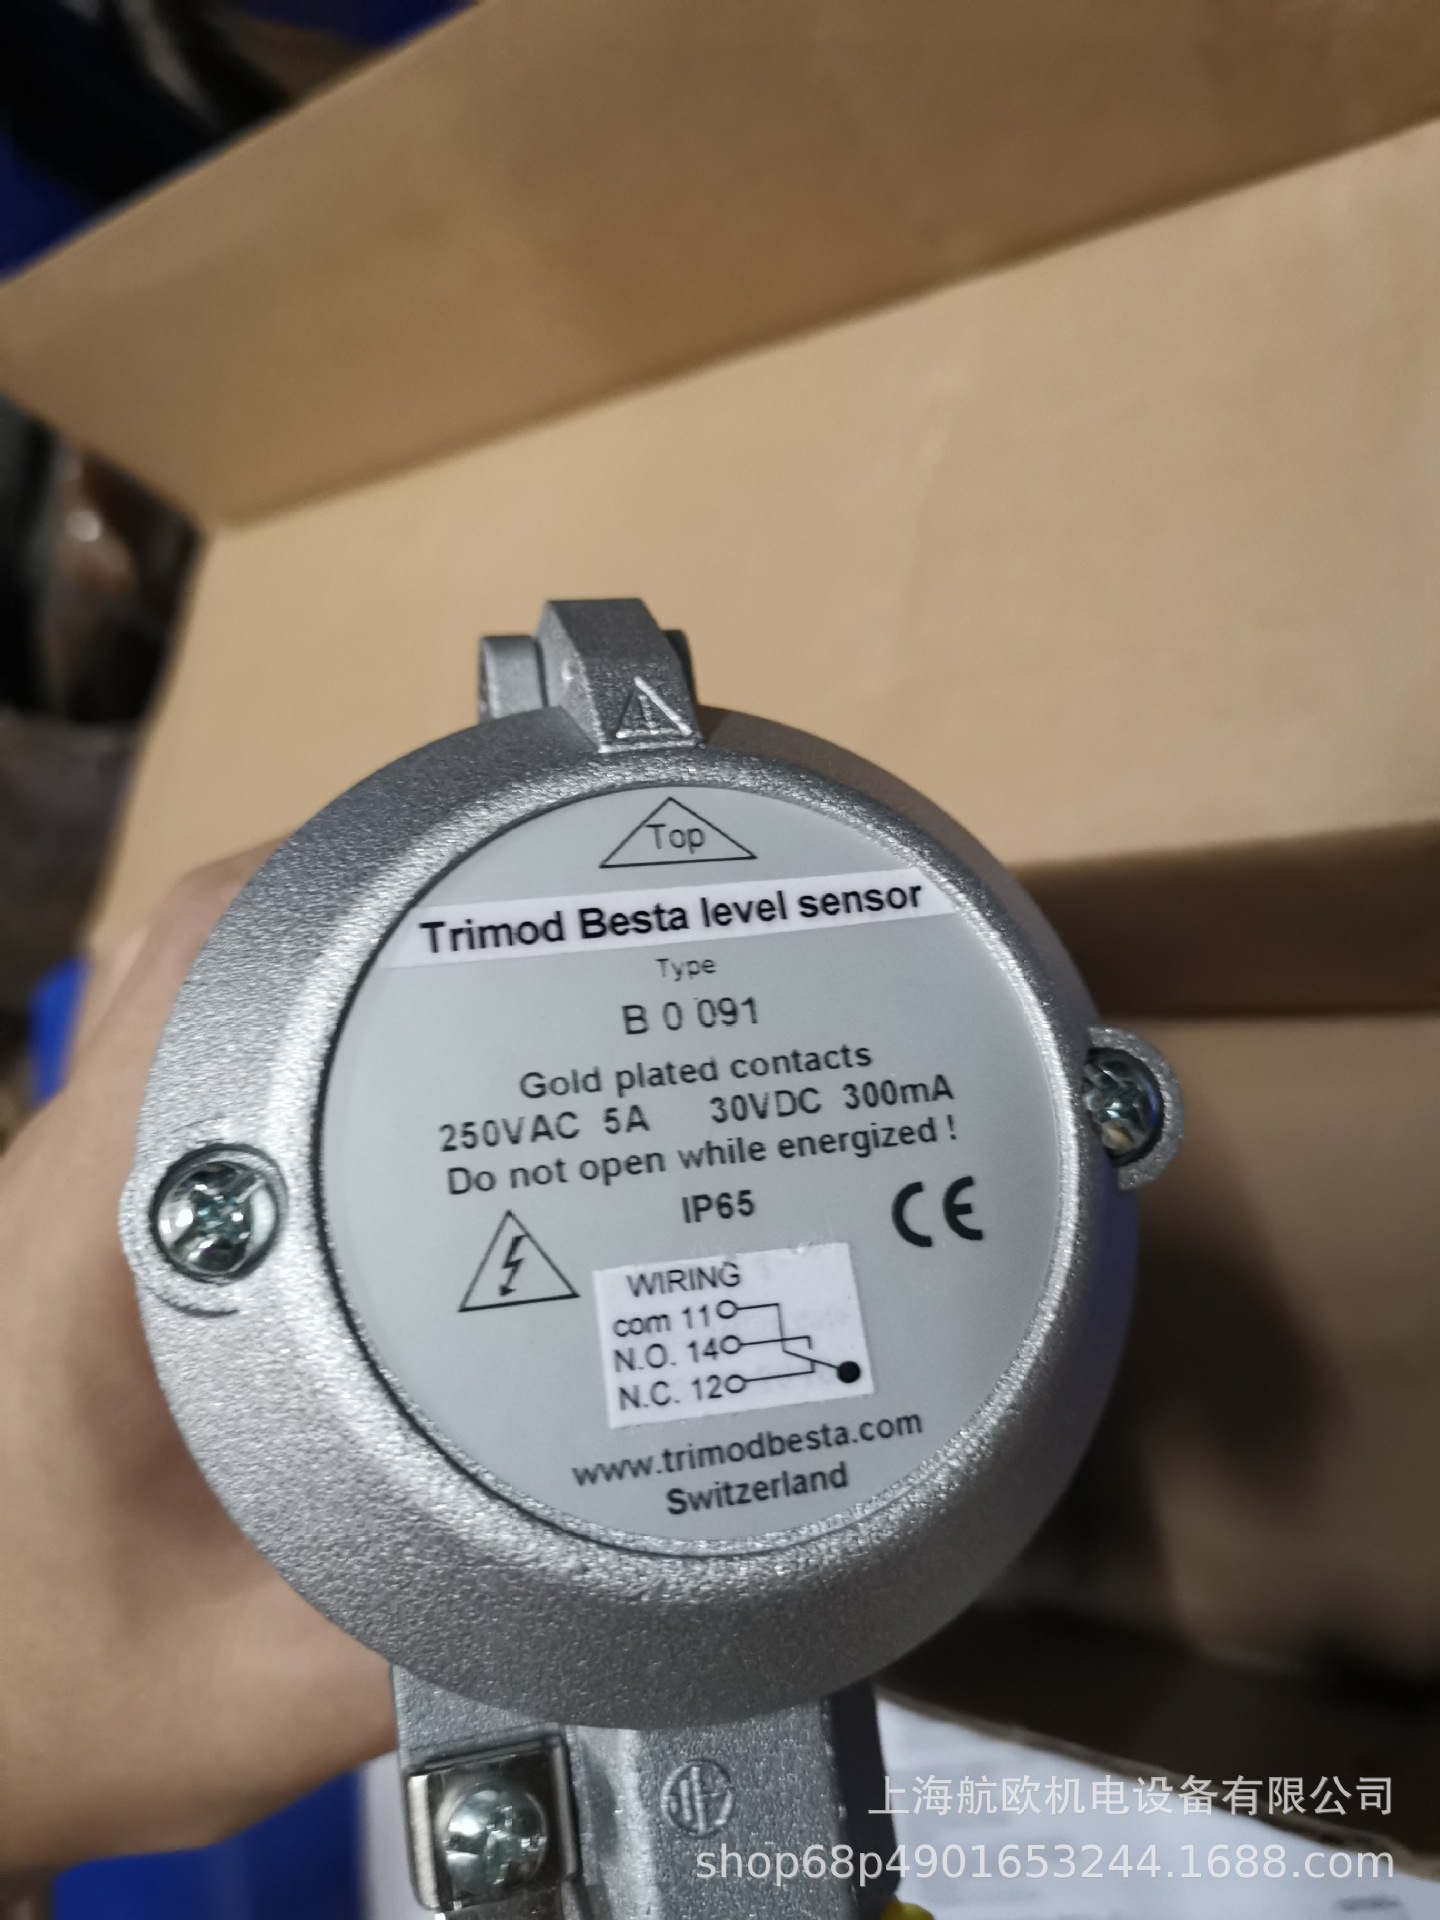 Top
Trimod Besta level sensor
Type
B 0 091
Gold plated contacts
250VAC 5A 30VDC 300mA
Do not open while energized !
IP65
CE
WIRING
com 11
N.O. 14
N.C. 12
www.trimodbesta.com
Switzerland
上海航欧机电设备有限公司
shop68p4901653244.1688.com